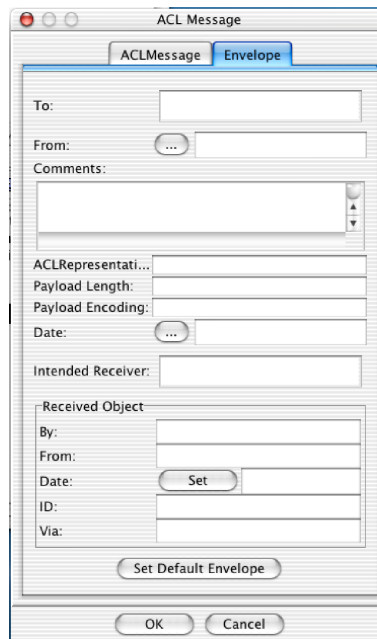 ACL Message
ACLMessage Envelope
To:
From: ...
Comments:
ACLRepresentati...
Payload Length:
Payload Encoding:
Date: ...
Intended Receiver:
Received Object
By:
From:
Date: Set
ID:
Via:
Set Default Envelope
OK Cancel